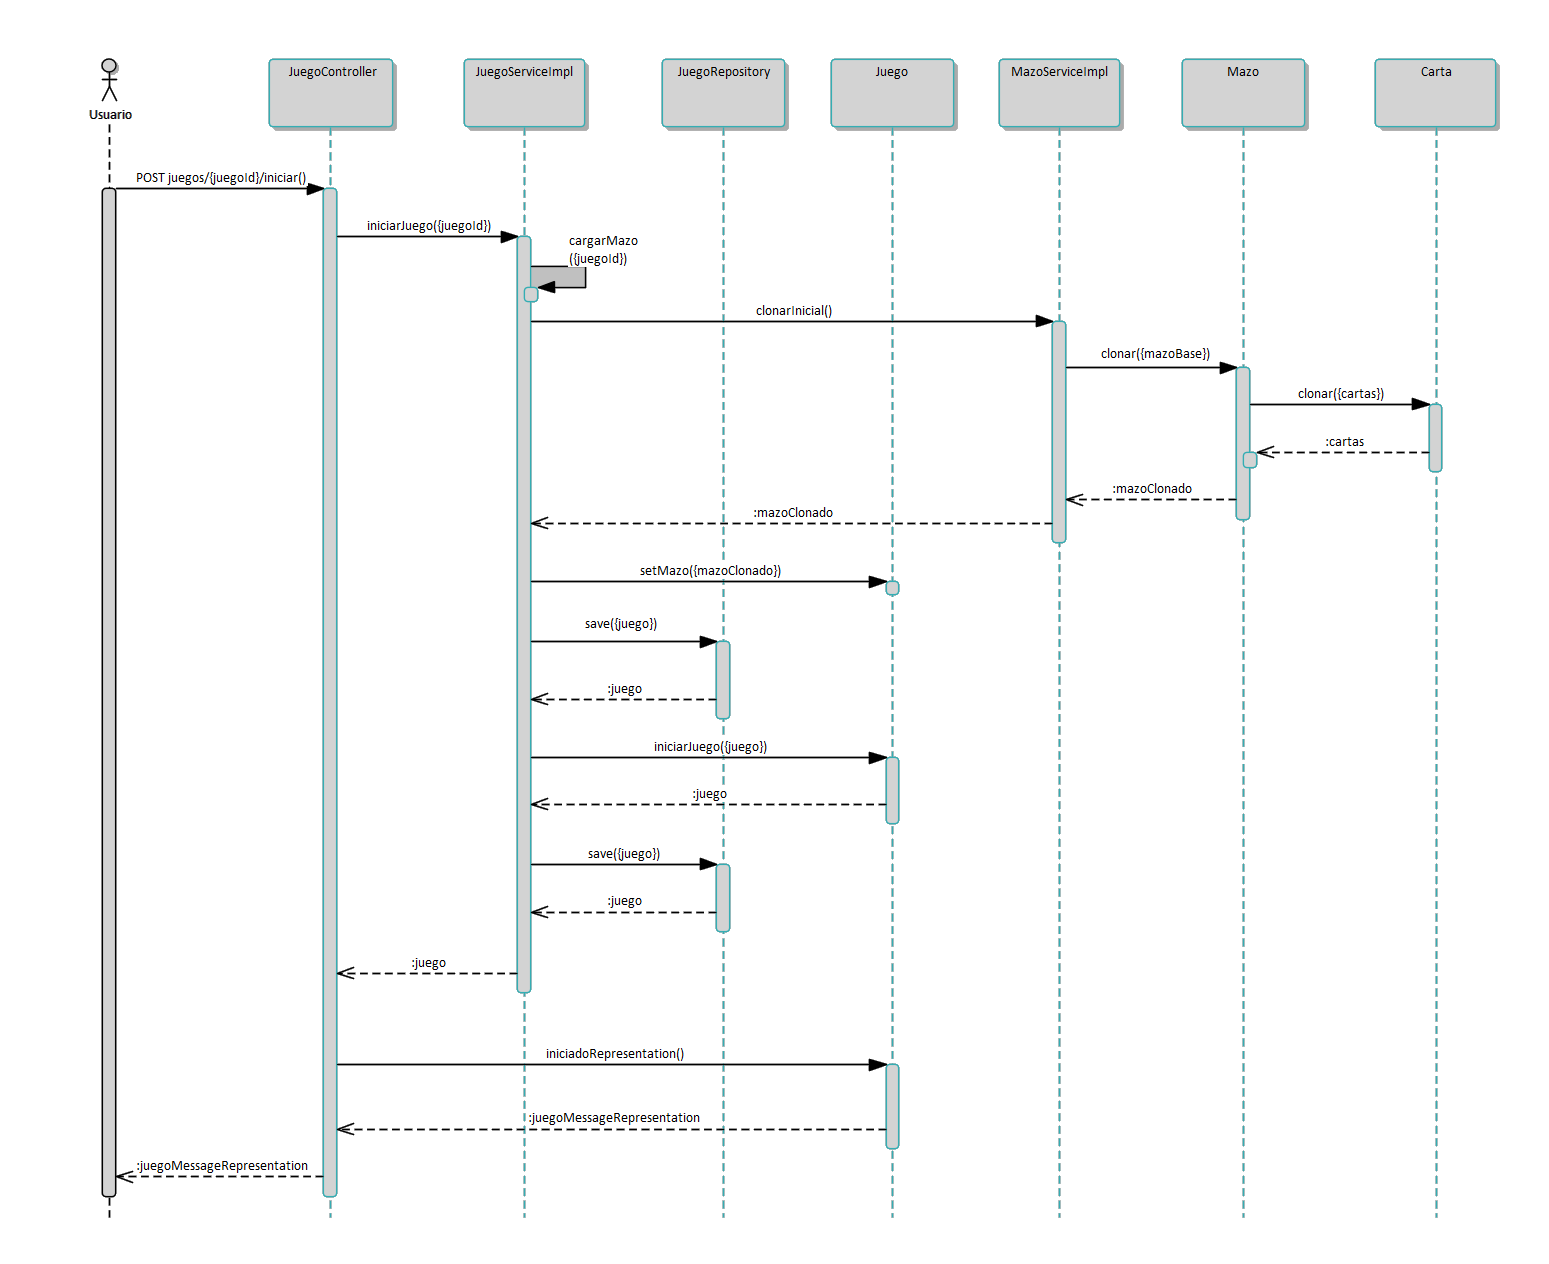 JuegoController
JuegoServiceImpl
JuegoRepository
Juego
MazoServiceImpl
Mazo
Carta
Usuario
POST juegos/{juegoId}/iniciar()
iniciarJuego({juegoId})
cargarMazo
({juegoId})
clonarInicial()
clonar({mazoBase})
clonar({cartas})
:cartas
:mazoClonado
:mazoClonado
setMazo({mazoClonado})
save({juego})
:juego
iniciarJuego({juego})
:juego
save({juego})
:juego
:juego
iniciadoRepresentation()
:juegoMessageRepresentation
:juegoMessageRepresentation